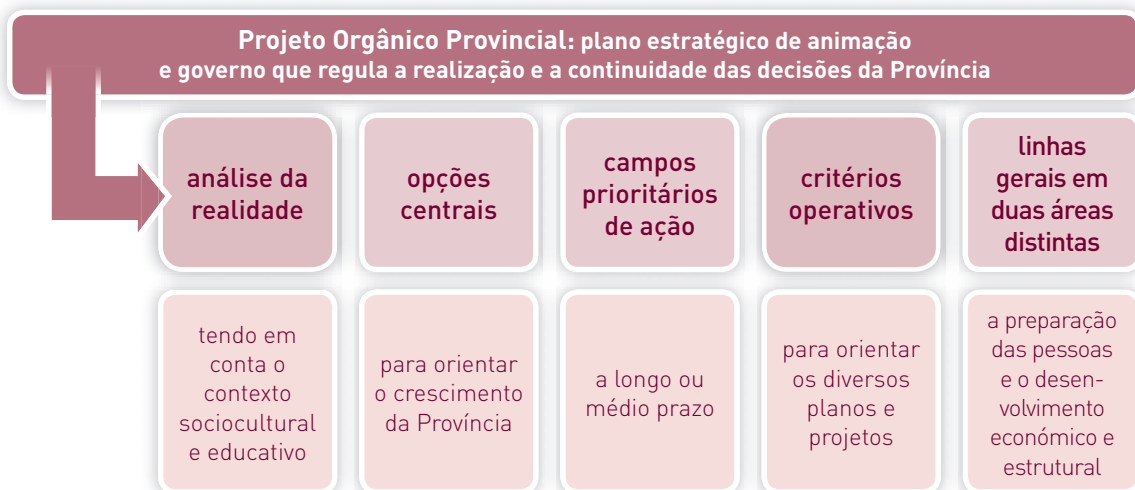 Projeto Orgânico Provincial: plano estratégico de animação
e governo que regula a realização e a continuidade das decisões da Província
análise da
realidade
opções
centrais
campos
prioritários
de ação
critérios
operativos
linhas
gerais em
duas áreas
distintas
tendo em
conta o
contexto
sociocultural
e educativo
para orientar
o crescimento
da Província
a longo ou
médio prazo
para orientar
os diversos
planos e
projetos
a preparação
das pessoas
e o desen-
volvimento
económico e
estrutural